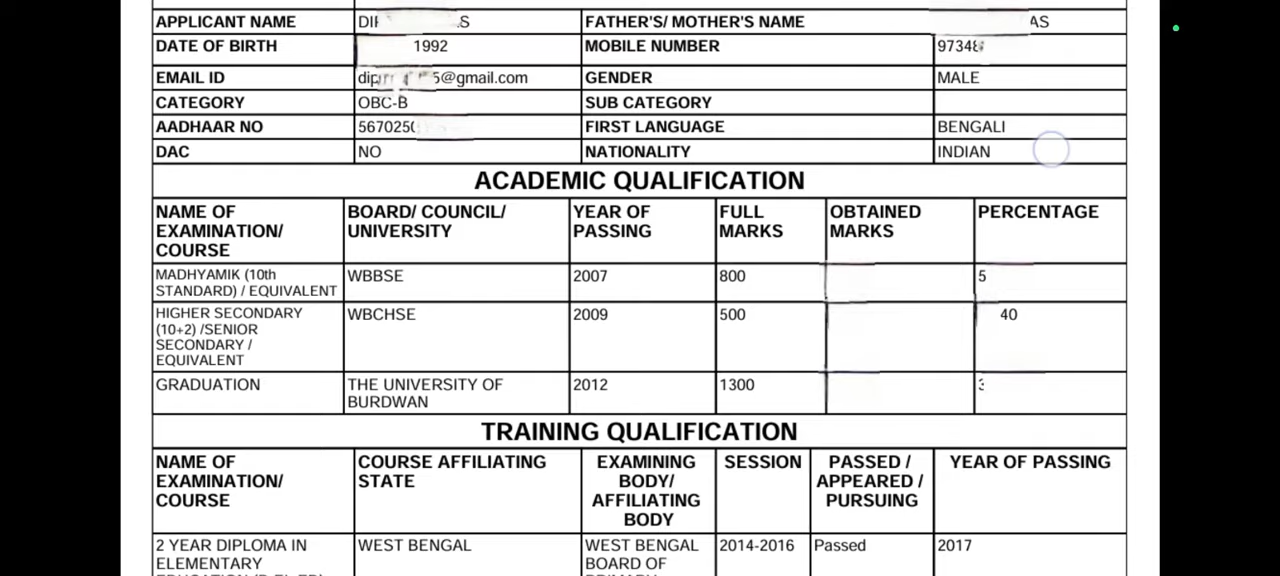 APPLICANT NAME FATHER'S/ MOTHER'S NAME
DATE OF BIRTH 1992 MOBILE NUMBER 9734
EMAIL ID 5@gmail.com GENDER MALE
CATEGORY OBC-B SUB CATEGORY
AADHAAR NO FIRST LANGUAGE BENGALI
DAC NO NATIONALITY INDIAN
ACADEMIC QUALIFICATION
NAME OF EXAMINATION/ COURSE BOARD/ COUNCIL/ UNIVERSITY YEAR OF PASSING FULL MARKS OBTAINED MARKS PERCENTAGE
MADHYAMIK (10th STANDARD) / EQUIVALENT WBBSE 2007 800 5
HIGHER SECONDARY (10+2) /SENIOR SECONDARY / EQUIVALENT WBCHSE 2009 500 40
GRADUATION THE UNIVERSITY OF BURDWAN 2012 1300
TRAINING QUALIFICATION
NAME OF EXAMINATION/ COURSE COURSE AFFILIATING STATE EXAMINING BODY/ AFFILIATING BODY SESSION PASSED / APPEARED / PURSUING YEAR OF PASSING
2 YEAR DIPLOMA IN ELEMENTARY WEST BENGAL WEST BENGAL BOARD OF 2014-2016 Passed 2017